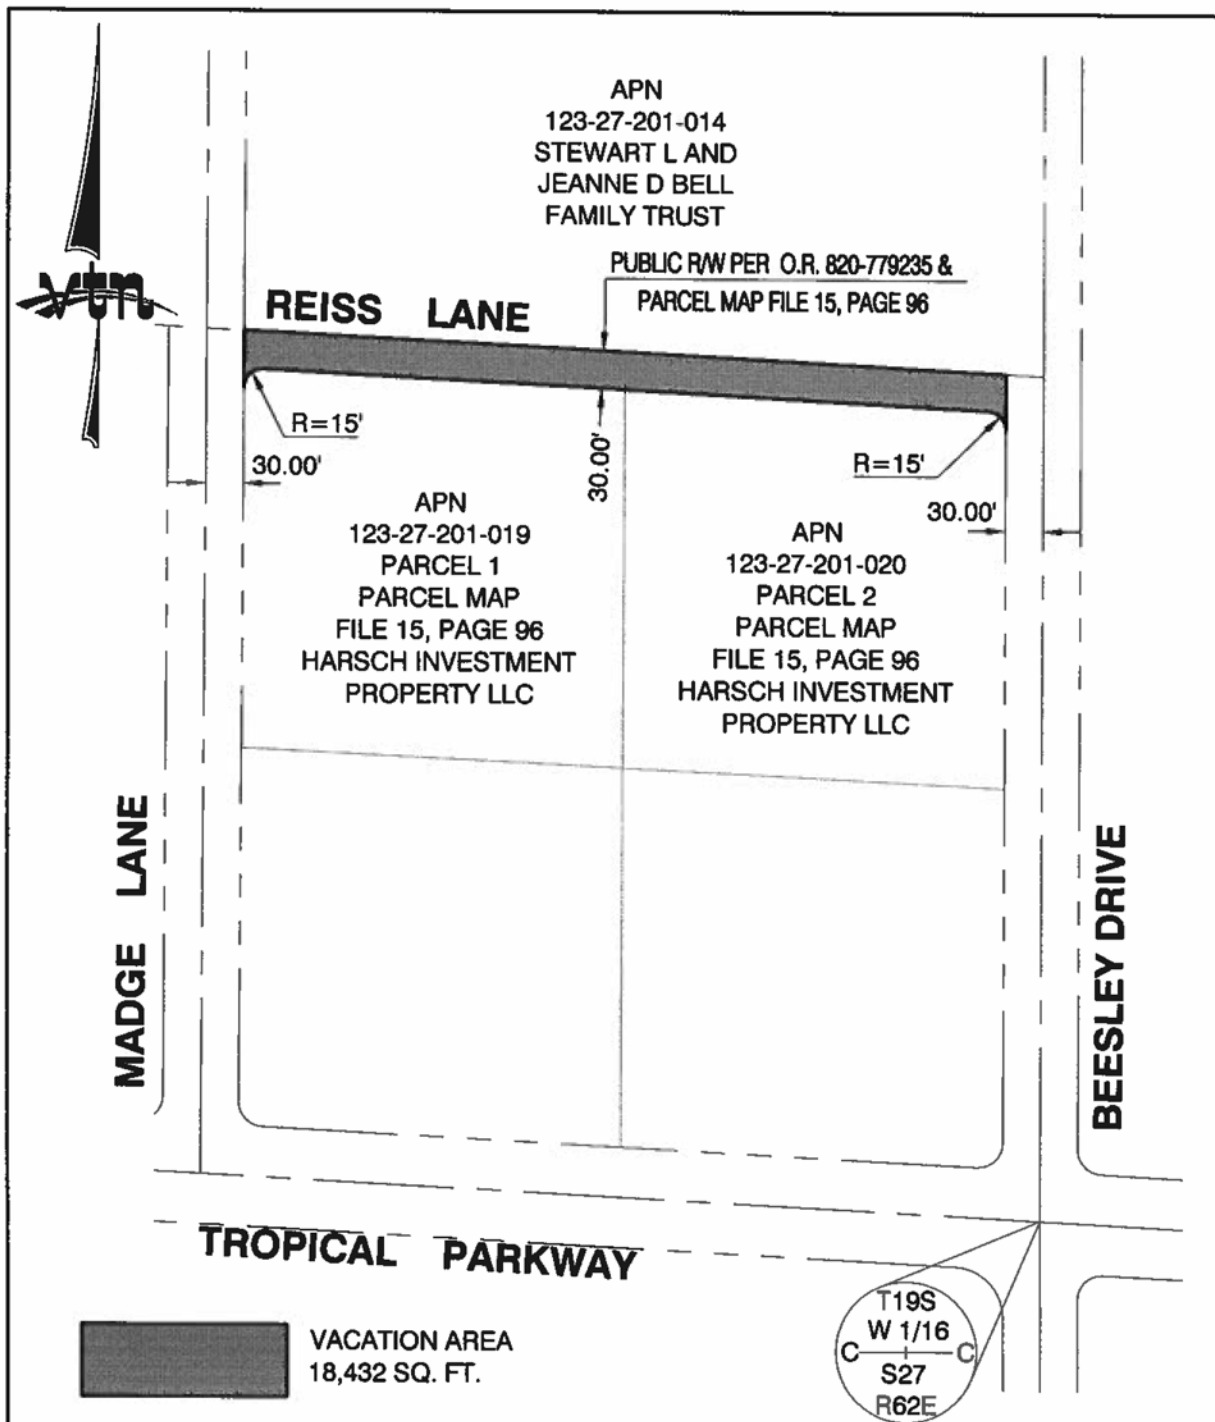 APN
123-27-201-014
STEWART L AND
JEANNE D BELL
FAMILY TRUST
PUBLIC R/W PER O.R. 820-779235 &
PARCEL MAP FILE 15, PAGE 96
vtn
REISS LANE
R=15'
30.00'
30.00'
R=15'
30.00'
APN
123-27-201-019
PARCEL 1
PARCEL MAP
FILE 15, PAGE 96
HARSCH INVESTMENT
PROPERTY LLC
APN
123-27-201-020
PARCEL 2
PARCEL MAP
FILE 15, PAGE 96
HARSCH INVESTMENT
PROPERTY LLC
MADGE LANE
BEESLEY DRIVE
TROPICAL PARKWAY
VACATION AREA
18,432 SQ. FT.
T19S
W 1/16
C C
S27
R62E